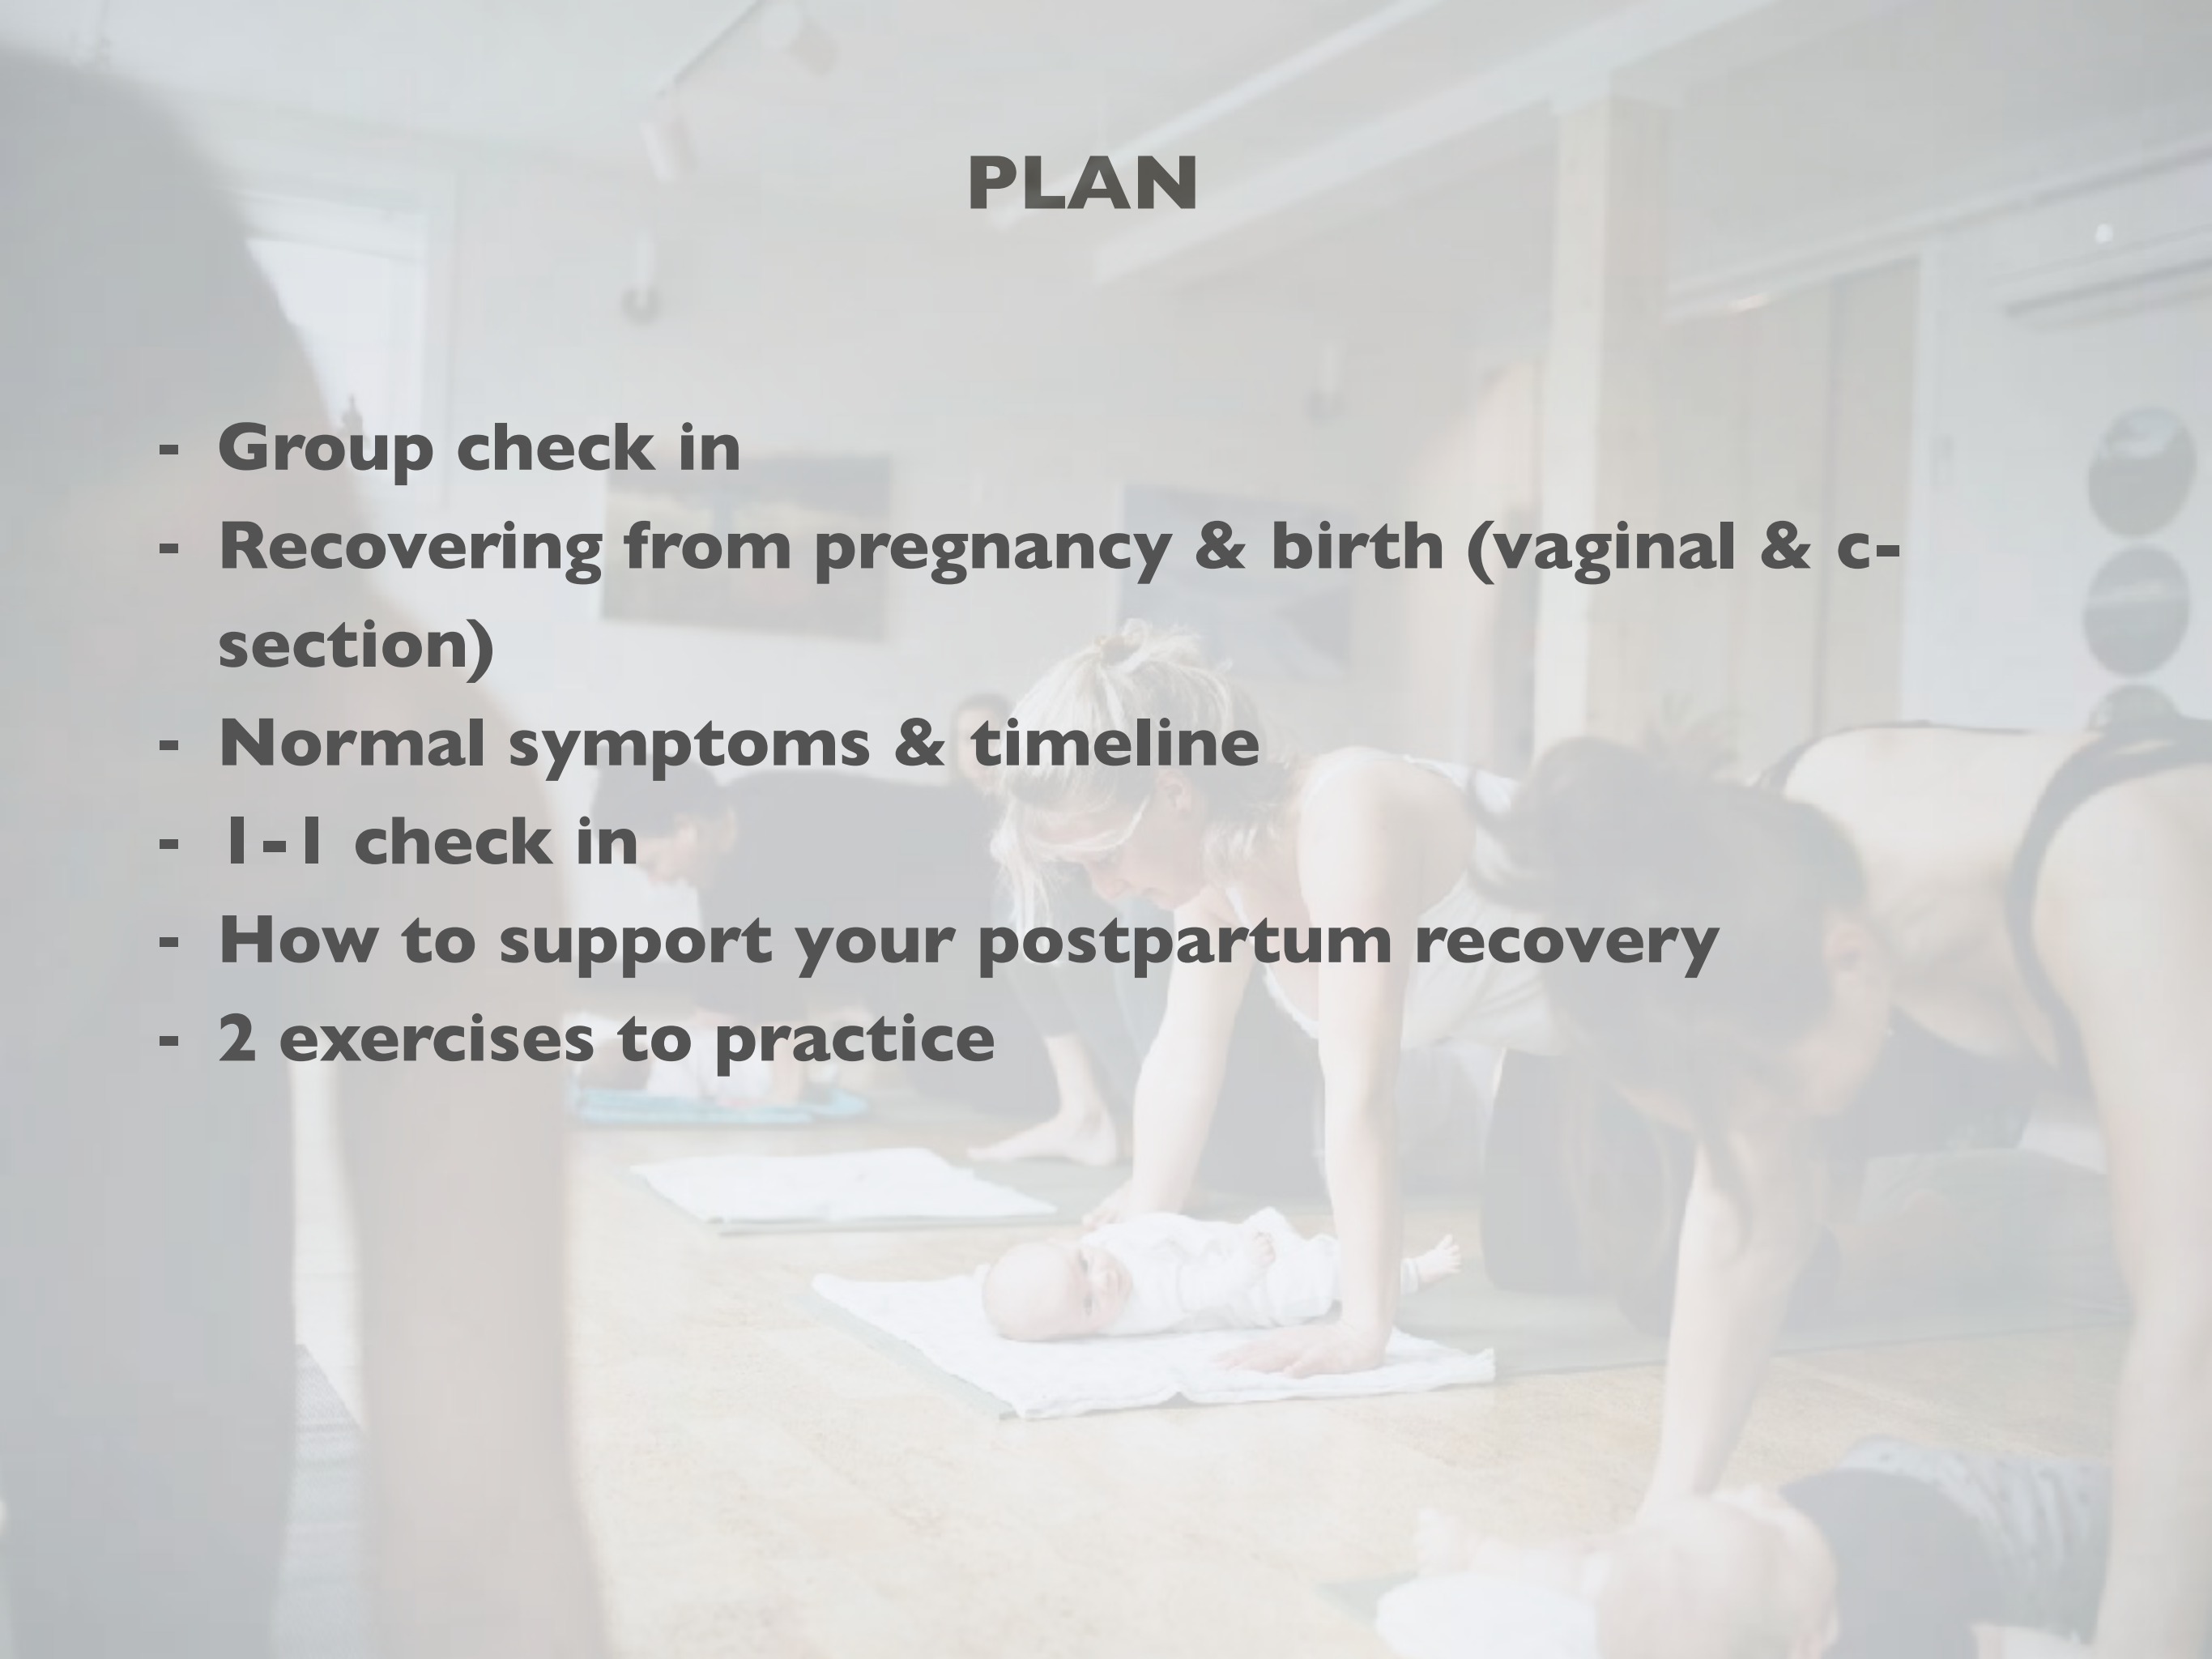 PLAN
- Group check in
- Recovering from pregnancy & birth (vaginal & c-
section)
- Normal symptoms & timeline
- 1-1 check in
- How to support your postpartum recovery
- 2 exercises to practice